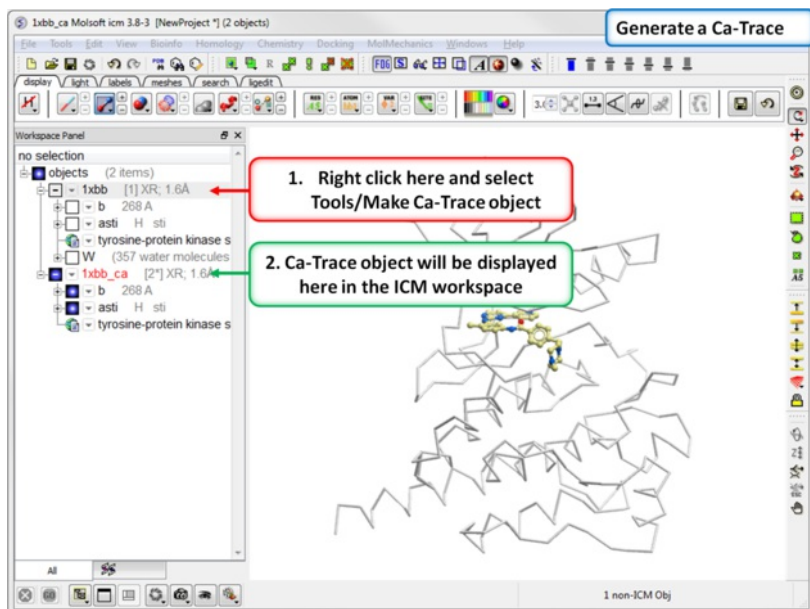 1xbb_ca Molsoft icm 3.8-3 [NewProject *] (2 objects)
Generate a Ca-Trace
File Tools Edit View Bioinfo Homology Chemistry Docking MolMechanics Windows Help
display light labels meshes search ligedit
Workspace Panel
no selection
objects (2 items)
1xbb [1] XR; 1.6Å
b 268 A
asti H sti
tyrosine-protein kinase s
W (357 water molecules
1xbb_ca [2*] XR; 1.6Å
b 268 A
asti H sti
tyrosine-protein kinase s
1. Right click here and select
Tools/Make Ca-Trace object
2. Ca-Trace object will be displayed
here in the ICM workspace
All
1 non-ICM Obj